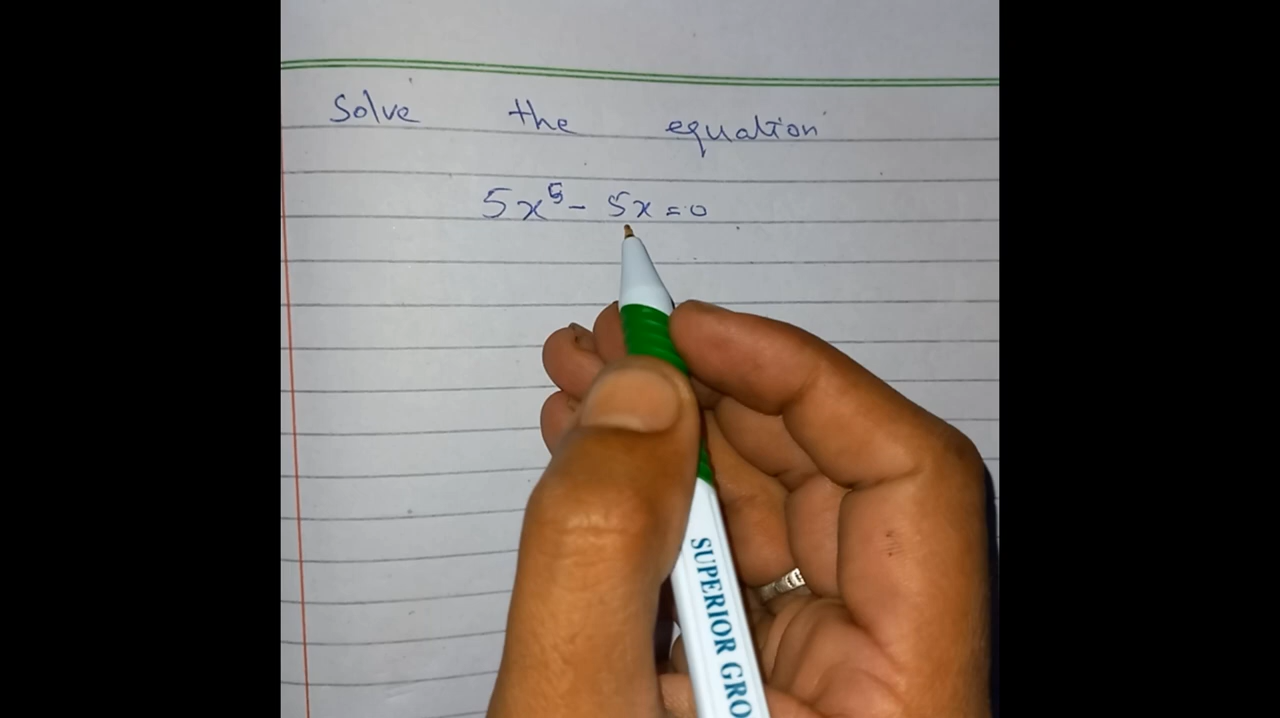 Solve the equation
5x⁵ - 5x = 0
SUPERIOR GRO